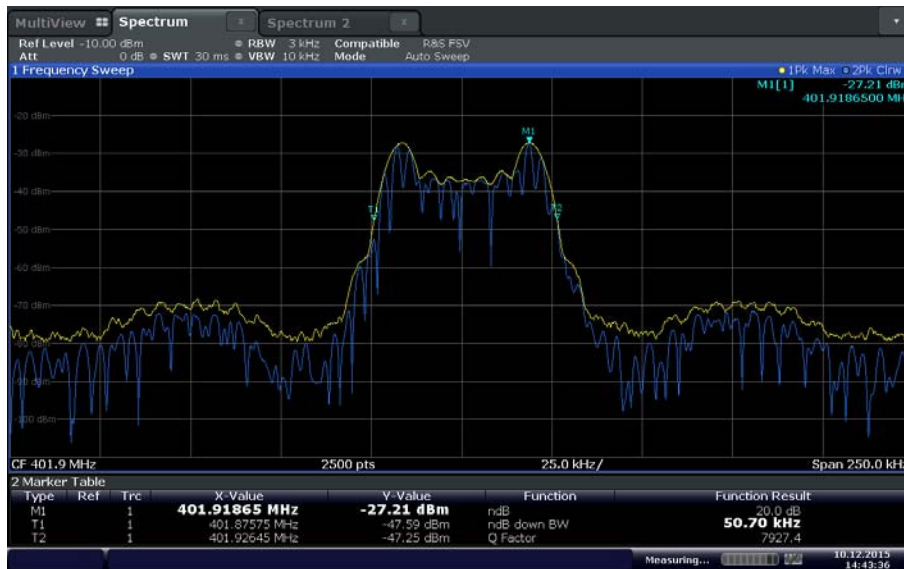 MultiView Spectrum x Spectrum 2 x
Ref Level -10.00 dBm RBW 3 kHz Compatible R&S FSV
Att 0 dB SWT 30 ms VBW 10 kHz Mode Auto Sweep
1 Frequency Sweep 1Pk Max 2Pk Clrw
M1[1] -27.21 dBm
401.9186500 MH
-20 dBm
M1
-30 dBm
-40 dBm
-50 dBm
-60 dBm
-70 dBm
-80 dBm
-90 dBm
-100 dBm
CF 401.9 MHz 2500 pts 25.0 kHz/ Span 250.0 kHz
2 Marker Table
Type Ref Trc X-Value Y-Value Function Function Result
M1 1 401.91865 MHz -27.21 dBm ndB 20.0 dB
T1 1 401.87575 MHz -47.59 dBm ndB down BW 50.70 kHz
T2 1 401.92645 MHz -47.25 dBm Q Factor 7927.4
Measuring... 10.12.2015
14:43:36